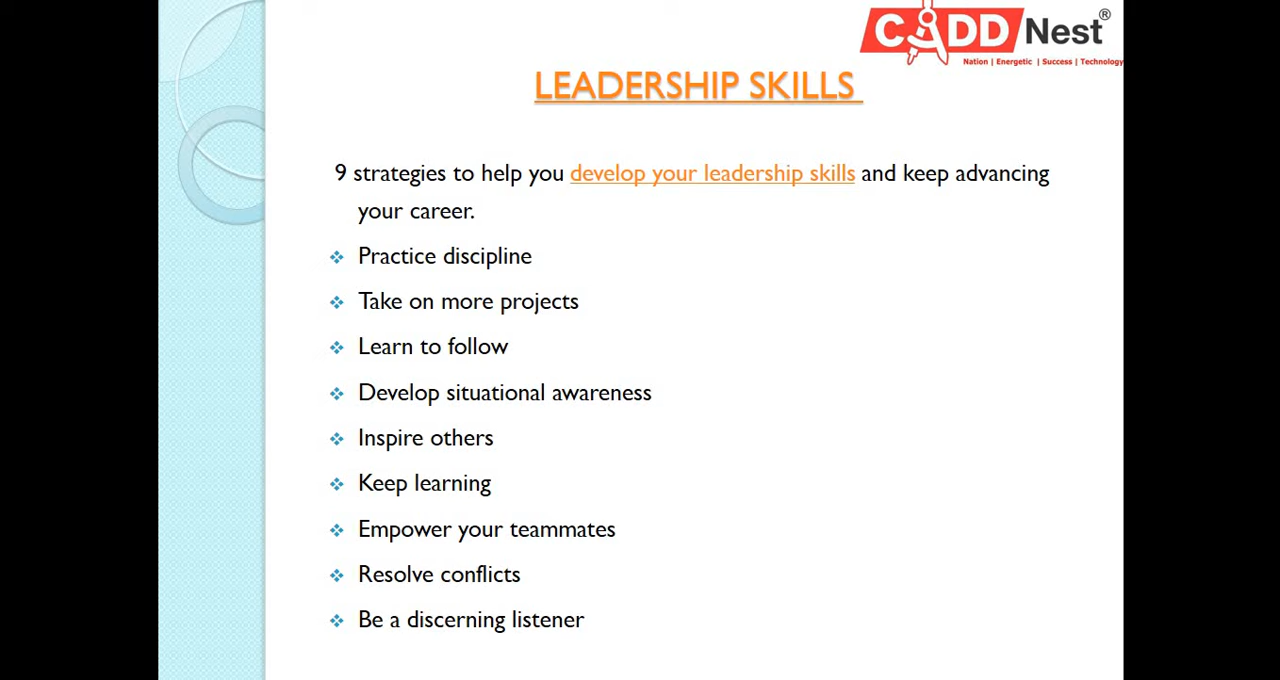 CADD Nest®
Nation | Energetic | Success | Technology
LEADERSHIP SKILLS
9 strategies to help you develop your leadership skills and keep advancing
your career.
❖ Practice discipline
❖ Take on more projects
❖ Learn to follow
❖ Develop situational awareness
❖ Inspire others
❖ Keep learning
❖ Empower your teammates
❖ Resolve conflicts
❖ Be a discerning listener